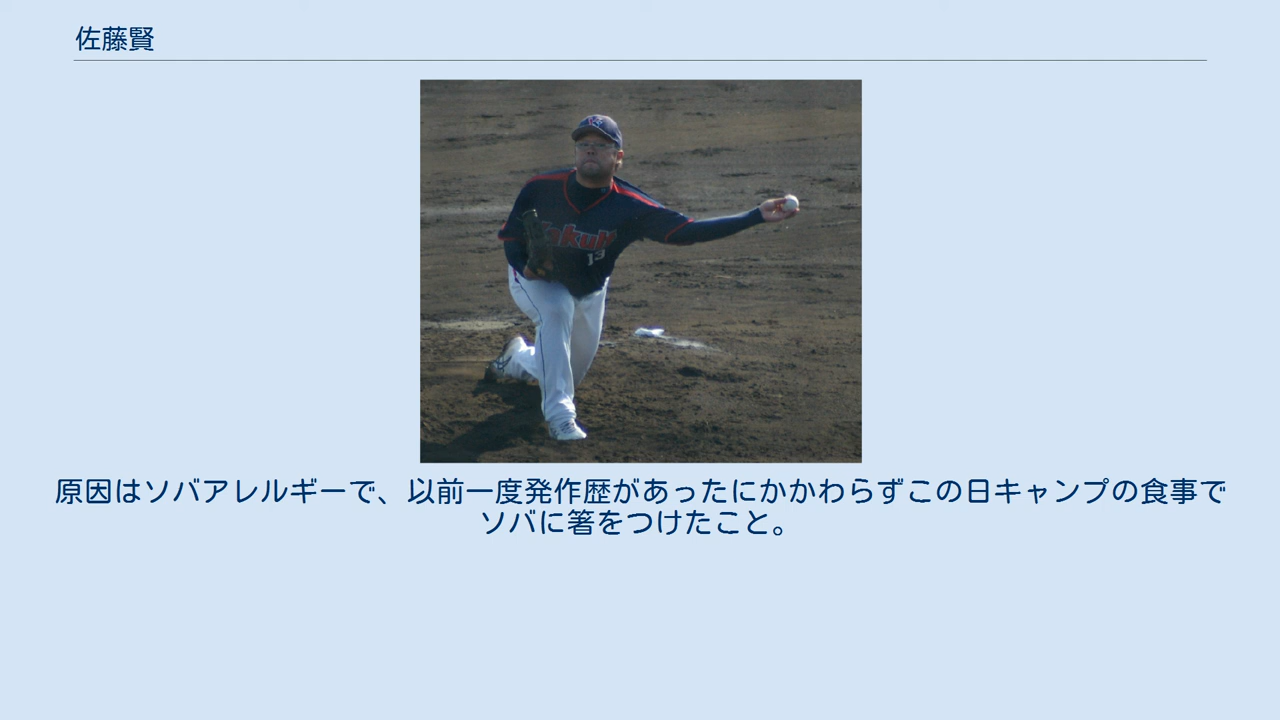 佐藤賢
Yakult
13
原因はソバアレルギーで、以前一度発作歴があったにかかわらずこの日キャンプの食事で
ソバに箸をつけたこと。